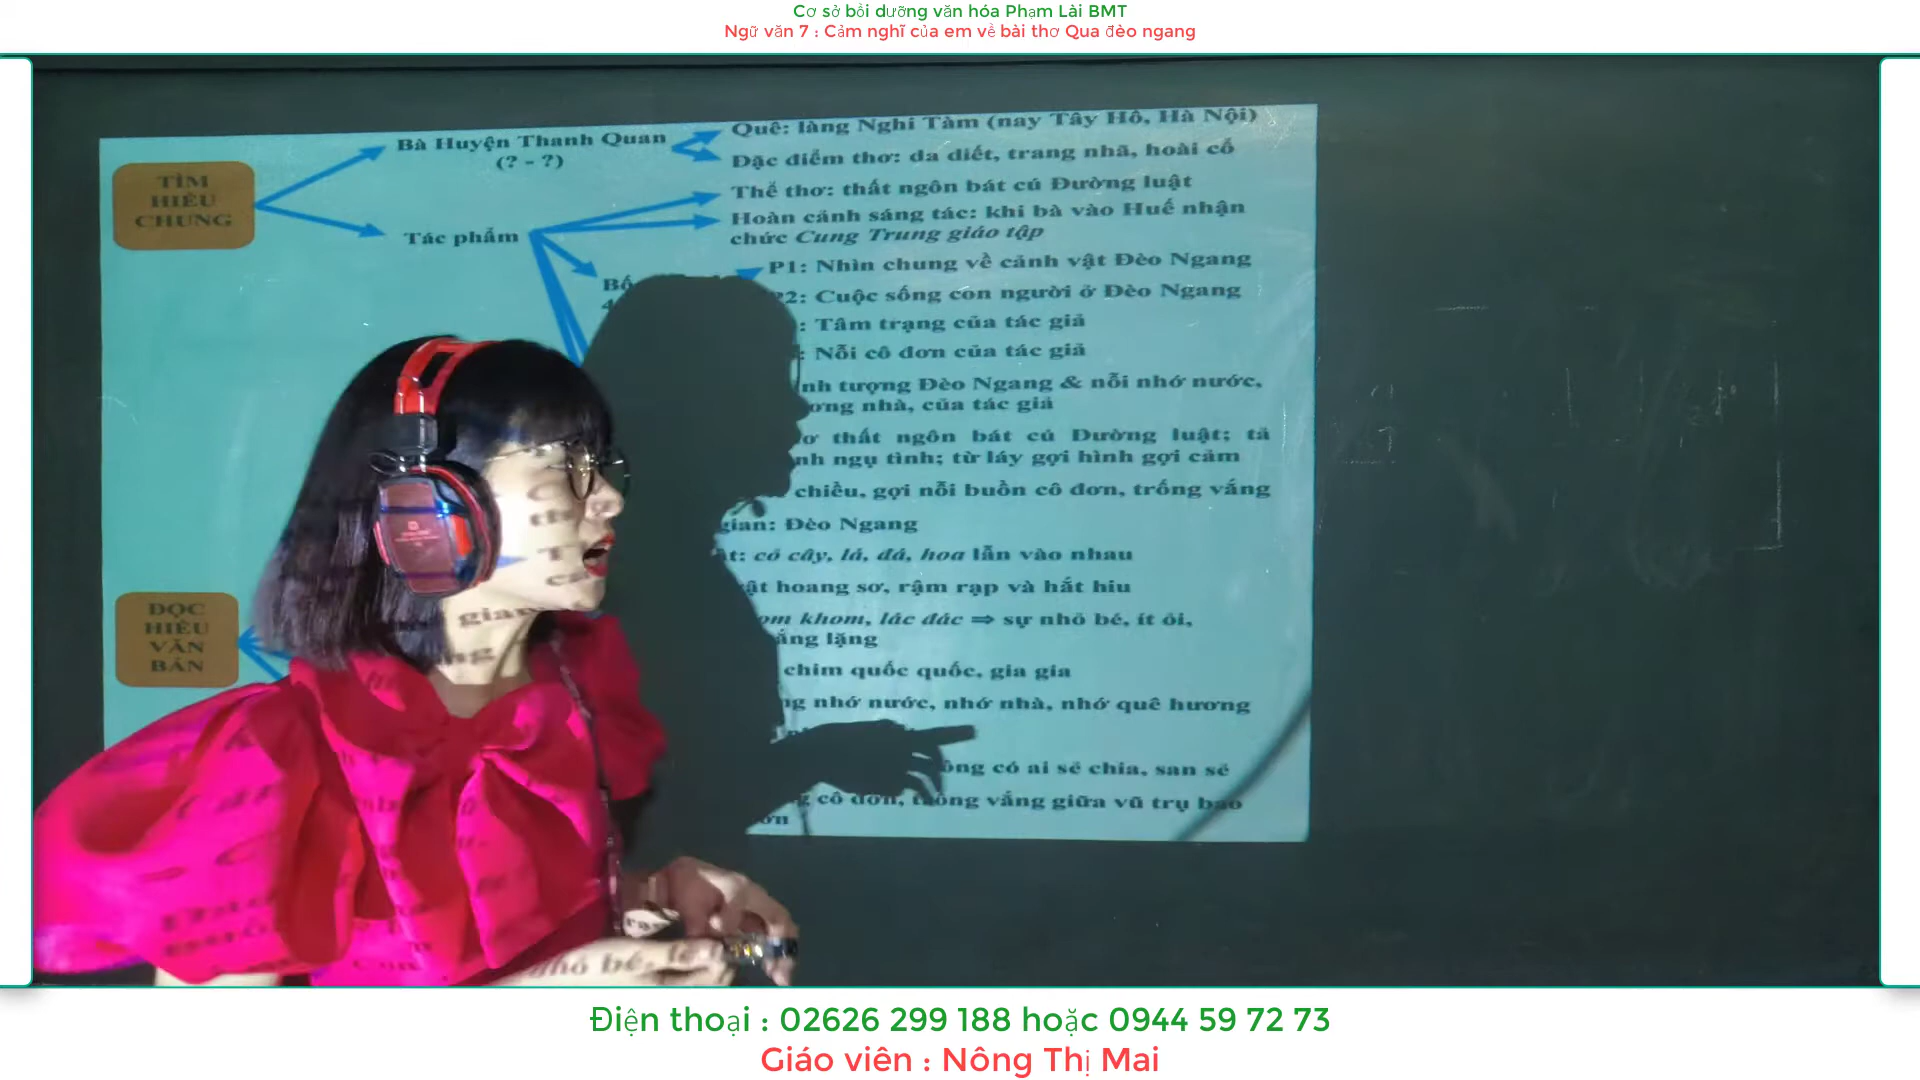 Cơ sở bồi dưỡng văn hóa Phạm Lài BMT
Ngữ văn 7 : Cảm nghĩ của em về bài thơ Qua đèo ngang
TÌM
HIỂU
CHUNG
Bà Huyện Thanh Quan
(? - ?)
Quê: làng Nghi Tàm (nay Tây Hồ, Hà Nội)
Đặc điểm thơ: da diết, trang nhã, hoài cổ
Tác phẩm
Thể thơ: thất ngôn bát cú Đường luật
Hoàn cảnh sáng tác: khi bà vào Huế nhận
chức Cung Trung giáo tập
P1: Nhìn chung về cảnh vật Đèo Ngang
2: Cuộc sống con người ở Đèo Ngang
: Tâm trạng của tác giả
: Nỗi cô đơn của tác giả
tượng Đèo Ngang & nỗi nhớ nước,
nhà, của tác giả
thất ngôn bát cú Đường luật; tả
ngụ tình; từ láy gợi hình gợi cảm
chiều, gợi nỗi buồn cô đơn, trống vắng
gian: Đèo Ngang
cỏ cây, lá, đá, hoa lẫn vào nhau
hoang sơ, rậm rạp và hắt hiu
khom, lác đác ⇒ sự nhỏ bé, ít ỏi,
lặng
chim quốc quốc, gia gia
nhớ nước, nhớ nhà, nhớ quê hương
có ai sẻ chia, san sẻ
cô đơn, vắng giữa vũ trụ bao
ĐỌC
HIỂU
VĂN
BẢN
Điện thoại : 02626 299 188 hoặc 0944 59 72 73
Giáo viên : Nông Thị Mai